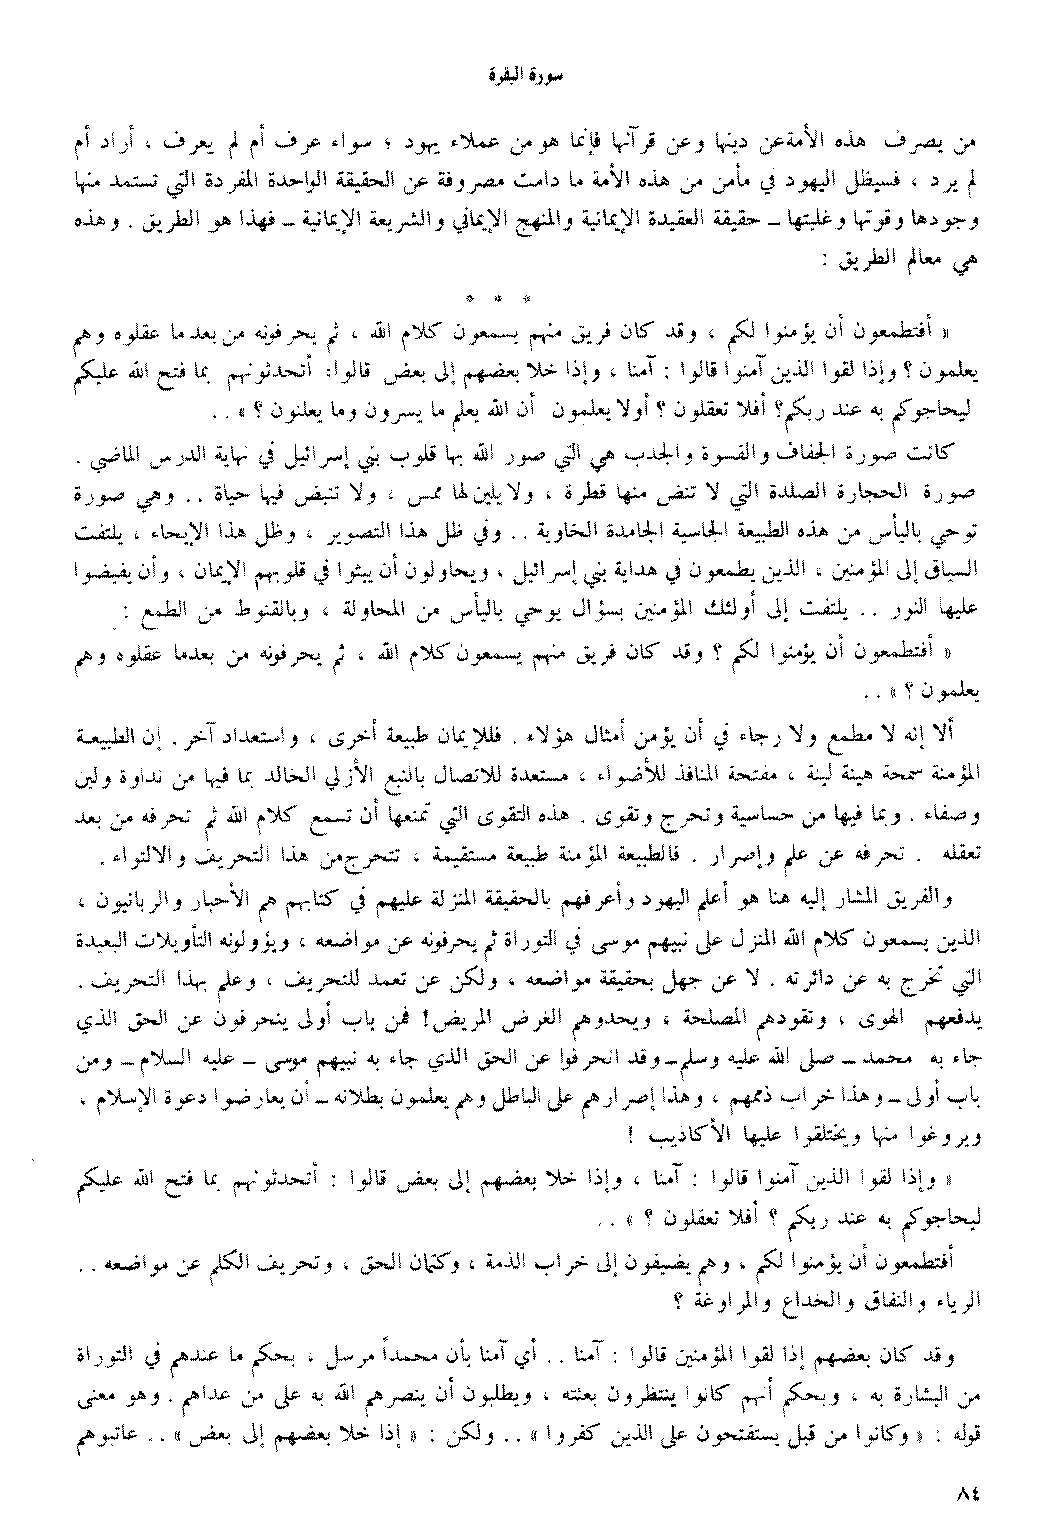 سورة البقرة
من يصرف هذه الأمة عن دينها وعن قرآنها فإنما هو من عملاء يهود ؛ سواء عرف أم لم يعرف ، أراد أم
لم يرد ، فسيظل اليهود في مأمن من هذه الأمة ما دامت مصروفة عن الحقيقة الواحدة المفردة التي تستمد منها
وجودها وقوتها وغلبتها – حقيقة العقيدة الإيمانية والمنهج الإيماني والشريعة الإيمانية – فهذا هو الطريق . وهذه
هي معالم الطريق :
* * *
« أفتطمعون أن يؤمنوا لكم ، وقد كان فريق منهم يسمعون كلام الله ، ثم يحرفونه من بعد ما عقلوه وهم
يعلمون ؟ وإذا لقوا الذين آمنوا قالوا : آمنا ، وإذا خلا بعضهم إلى بعض قالوا: أتحدثونهم بما فتح الله عليكم
ليحاجوكم به عند ربكم؟ أفلا تعقلون ؟ أولا يعلمون أن الله يعلم ما يسرون وما يعلنون ؟ » . .
كانت صورة الجفاف والقسوة والجدب هي التي صور الله بها قلوب بني إسرائيل في نهاية الدرس الماضي .
صورة الحجارة الصلدة التي لا تنض منها قطرة ، ولا يلين لها ممس ، ولا تنبض فيها حياة .. وهي صورة
توحي باليأس من هذه الطبيعة الجاسية الجامدة الخاوية .. وفي ظل هذا التصوير ، وظل هذا الإيحاء ، يلتفت
السياق إلى المؤمنين ، الذين يطمعون في هداية بني إسرائيل ، ويحاولون أن يبثوا في قلوبهم الإيمان ، وأن يفيضوا
عليها النور .. يلتفت إلى أولئك المؤمنين بسؤال يوحي باليأس من المحاولة ، وبالقنوط من الطمع :
« أفتطمعون أن يؤمنوا لكم ؟ وقد كان فريق منهم يسمعون كلام الله ، ثم يحرفونه من بعدما عقلوه وهم
يعلمون ؟ » . .
ألا إنه لا مطمع ولا رجاء في أن يؤمن أمثال هؤلاء . فللإيمان طبيعة أخرى ، واستعداد آخر . إن الطبيعة
المؤمنة سمحة هينة لينة ، مفتحة المنافذ للأضواء ، مستعدة للاتصال بالنبع الأزلي الخالد بما فيها من نداوة ولين
وصفاء . وبما فيها من حساسية وتحرج وتقوى . هذه التقوى التي تمنعها أن تسمع كلام الله ثم تحرفه من بعد
تعقله . تحرفه عن علم وإصرار . فالطبيعة المؤمنة طبيعة مستقيمة ، تتحرج من هذا التحريف والالتواء .
والفريق المشار إليه هنا هو أعلم اليهود وأعرفهم بالحقيقة المنزلة عليهم في كتابهم هم الأحبار والربانيون ،
الذين يسمعون كلام الله المنزل على نبيهم موسى في التوراة ثم يحرفونه عن مواضعه ، ويؤولونه التأويلات البعيدة
التي تخرج به عن دائرته . لا عن جهل بحقيقة مواضعه ، ولكن عن تعمد للتحريف ، وعلم بهذا التحريف .
يدفعهم الهوى ، وتقودهم المصلحة ، ويحدوهم الغرض المريض! فمن باب أولى ينحرفون عن الحق الذي
جاء به محمد – صلى الله عليه وسلم – وقد انحرفوا عن الحق الذي جاء به نبيهم موسى – عليه السلام – ومن
باب أولى – وهذا خراب ذممهم ، وهذا إصرارهم على الباطل وهم يعلمون بطلانه – أن يعارضوا دعوة الإسلام ،
ويروغوا منها ويختلقوا عليها الأكاذيب !
« وإذا لقوا الذين آمنوا قالوا : آمنا ، وإذا خلا بعضهم إلى بعض قالوا : أتحدثونهم بما فتح الله عليكم
ليحاجوكم به عند ربكم ؟ أفلا تعقلون ؟ » . .
أفتطمعون أن يؤمنوا لكم ، وهم يضيفون إلى خراب الذمة ، وكتمان الحق ، وتحريف الكلم عن مواضعه ..
الرياء والنفاق والخداع والمراوغة ؟
وقد كان بعضهم إذا لقوا المؤمنين قالوا : آمنا .. أي آمنا بأن محمداً مرسل ، بحكم ما عندهم في التوراة
من البشارة به ، وبحكم أنهم كانوا ينتظرون بعثته ، ويطلبون أن ينصرهم الله به على من عداهم . وهو معنى
قوله : « وكانوا من قبل يستفتحون على الذين كفروا » .. ولكن : « إذا خلا بعضهم إلى بعض » .. عاتبوهم
٨٤